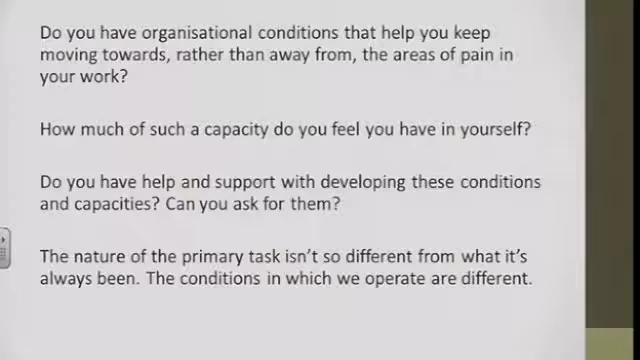 Do you have organisational conditions that help you keep
moving towards, rather than away from, the areas of pain in
your work?
How much of such a capacity do you feel you have in yourself?
Do you have help and support with developing these conditions
and capacities? Can you ask for them?
The nature of the primary task isn't so different from what it's
always been. The conditions in which we operate are different.